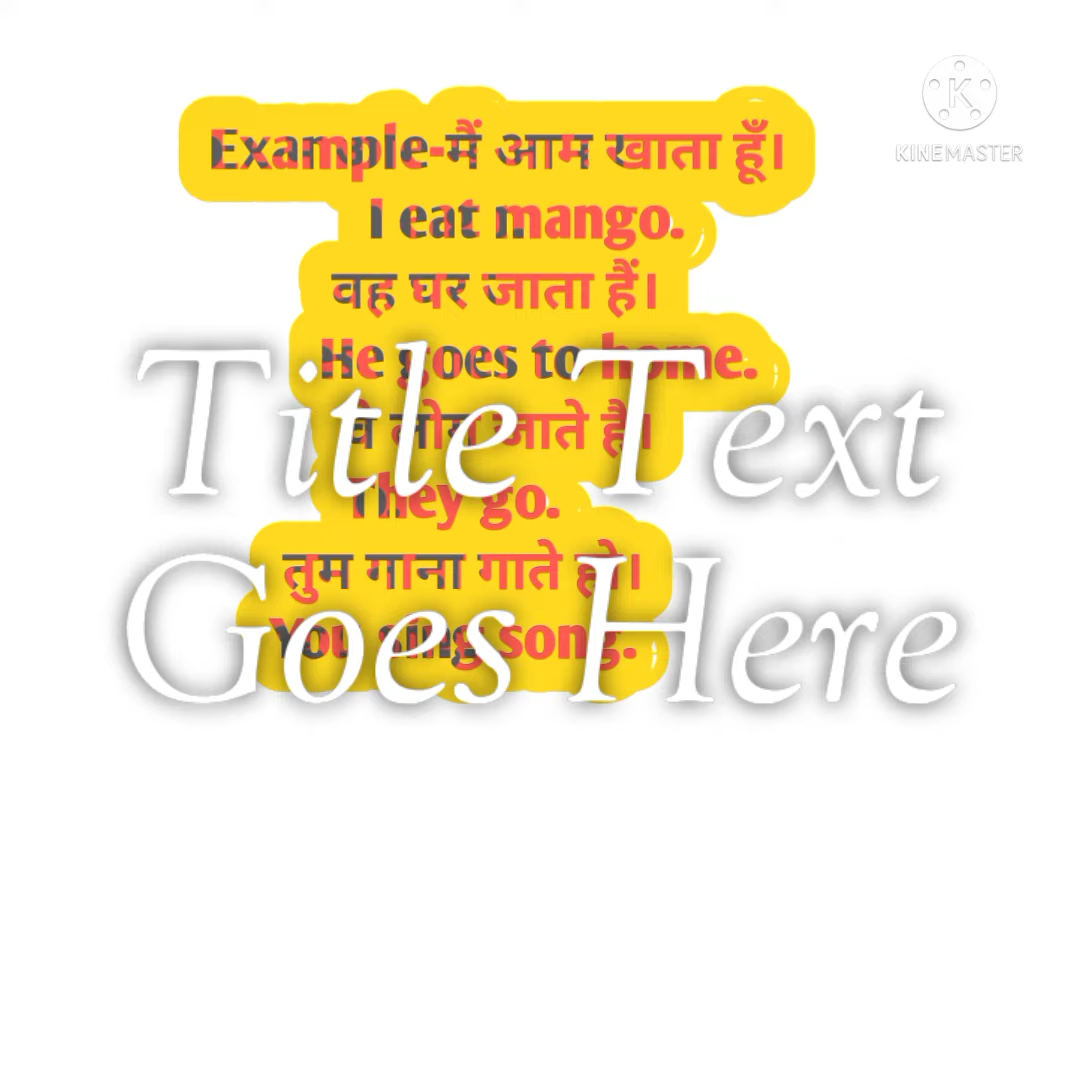 Example-मैं आम खाता हूँ।
I eat mango.
वह घर जाता हैं।
He goes to home.
वे लोग जाते है।
They go.
तुम गाना गाते हो।
You sing song.
Title Text
Goes Here
KINEMASTER